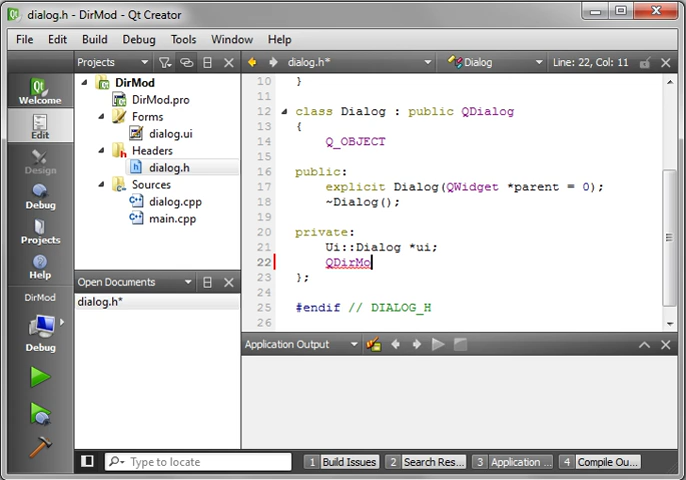 dialog.h - DirMod - Qt Creator
File Edit Build Debug Tools Window Help
Projects dialog.h* Dialog Line: 22, Col: 11
Qt
Welcome
Edit
Design
Debug
Projects
Help
DirMod
Debug
DirMod
DirMod.pro
Forms
dialog.ui
Headers
dialog.h
Sources
dialog.cpp
main.cpp
Open Documents
dialog.h*
10 }
11
12 class Dialog : public QDialog
13 {
14 Q_OBJECT
15
16 public:
17 explicit Dialog(QWidget *parent = 0);
18 ~Dialog();
19
20 private:
21 Ui::Dialog *ui;
22 QDirMo
23 };
24
25 #endif // DIALOG_H
26
Application Output
Type to locate 1 Build Issues 2 Search Res... 3 Application ... 4 Compile Ou...